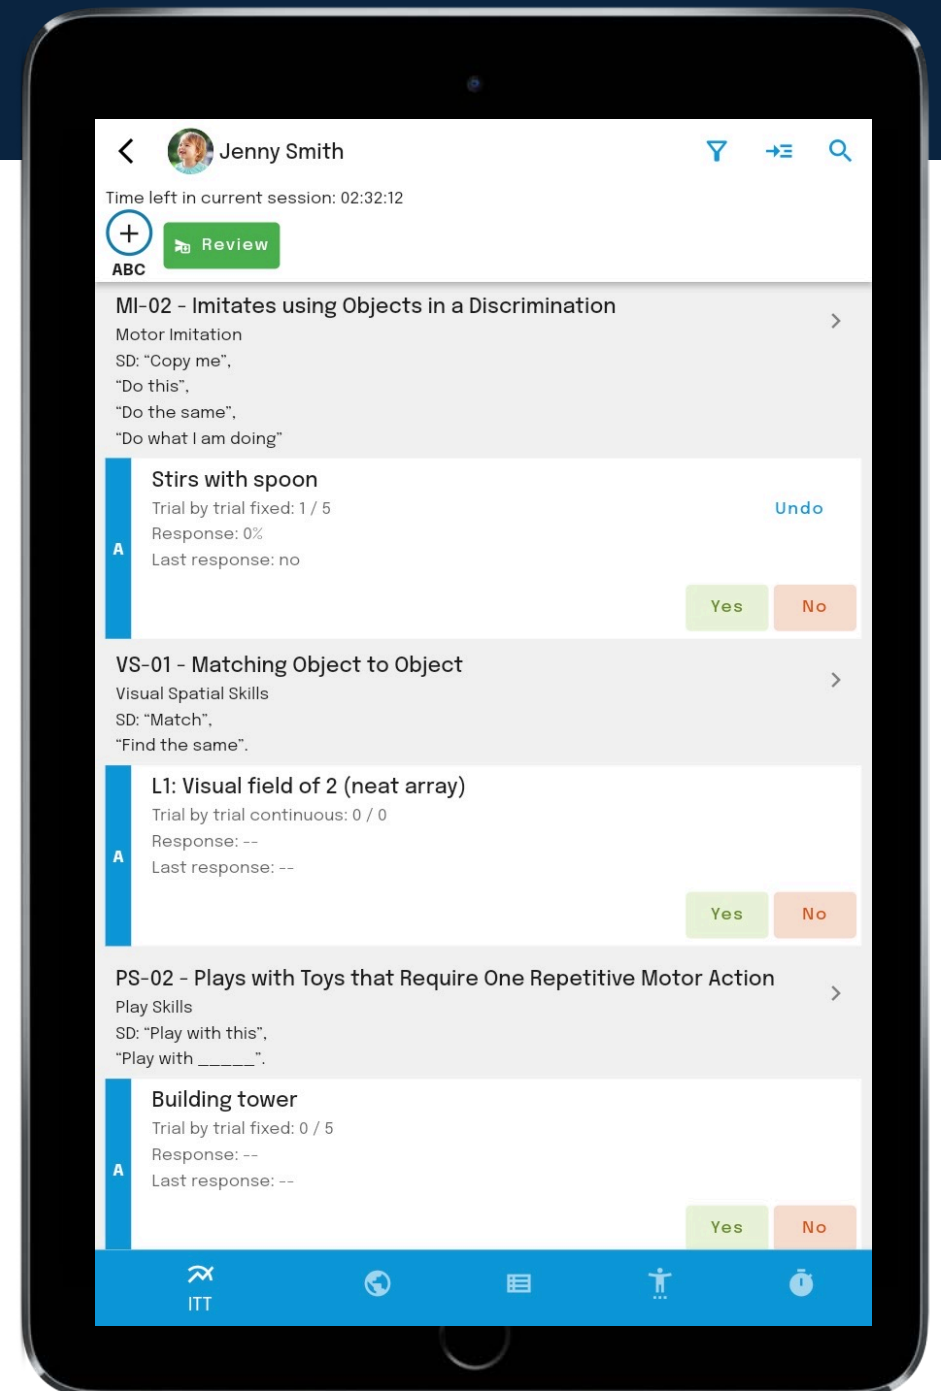 Jenny Smith
Time left in current session: 02:32:12
ABC
Review
MI-02 - Imitates using Objects in a Discrimination
Motor Imitation
SD: “Copy me”,
“Do this”,
“Do the same”,
“Do what I am doing”
Stirs with spoon
Trial by trial fixed: 1 / 5
Undo
Response: 0%
A
Last response: no
Yes No
VS-01 - Matching Object to Object
Visual Spatial Skills
SD: “Match”,
“Find the same”.
L1: Visual field of 2 (neat array)
Trial by trial continuous: 0 / 0
Response: --
A
Last response: --
Yes No
PS-02 - Plays with Toys that Require One Repetitive Motor Action
Play Skills
SD: “Play with this”,
“Play with _____”.
Building tower
Trial by trial fixed: 0 / 5
Response: --
A
Last response: --
Yes No
ITT